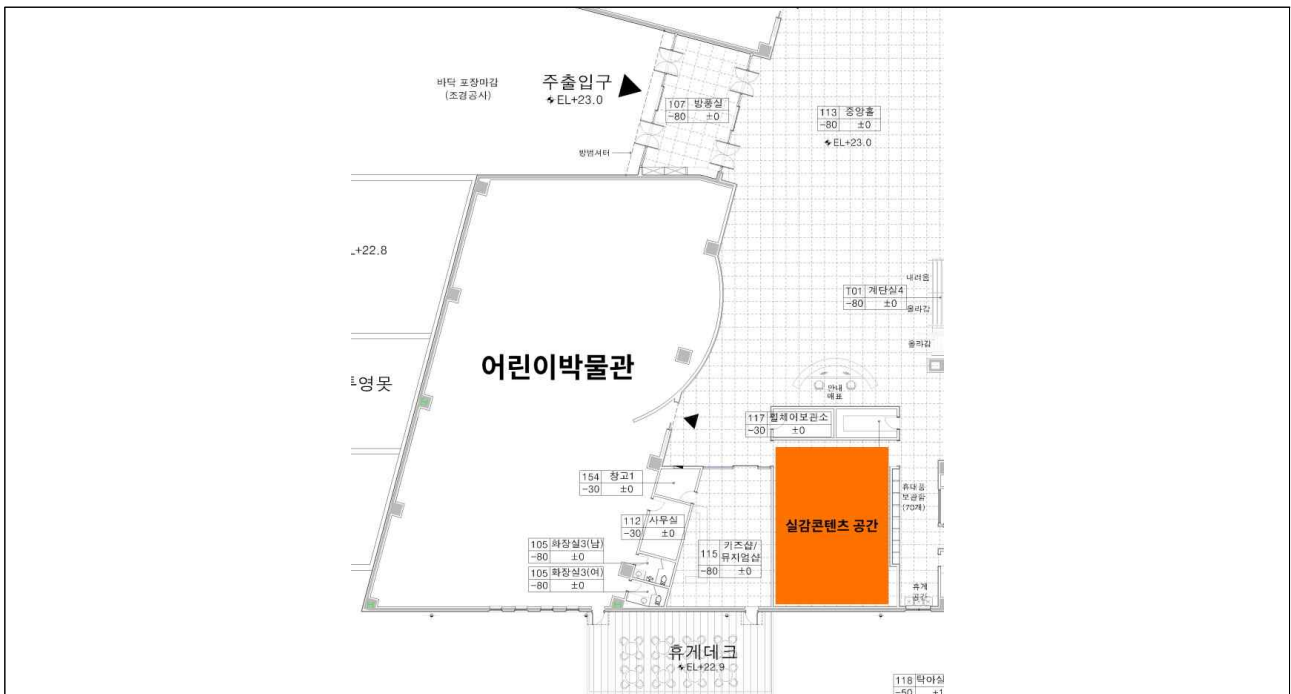 바닥 포장마감
(조경공사)
주출입구
EL+23.0
107 방풍실
-80 ±0
113 중앙홀
-80 ±0
EL+23.0
방범셔터
+22.8
내려옴
T01 계단실4
-80 ±0
올라감
올라감
어린이박물관
투영못
안내
매표
117 휠체어보관소
-30 ±0
154 창고1
-30 ±0
112 사무실
-30 ±0
105 화장실3(남)
-80 ±0
105 화장실3(여)
-80 ±0
115 키즈샵/
뮤지엄샵
-80 ±0
실감콘텐츠 공간
휴대품
보관함
(70개)
휴게
공간
휴게데크
EL+22.9
118 탁아실
-50